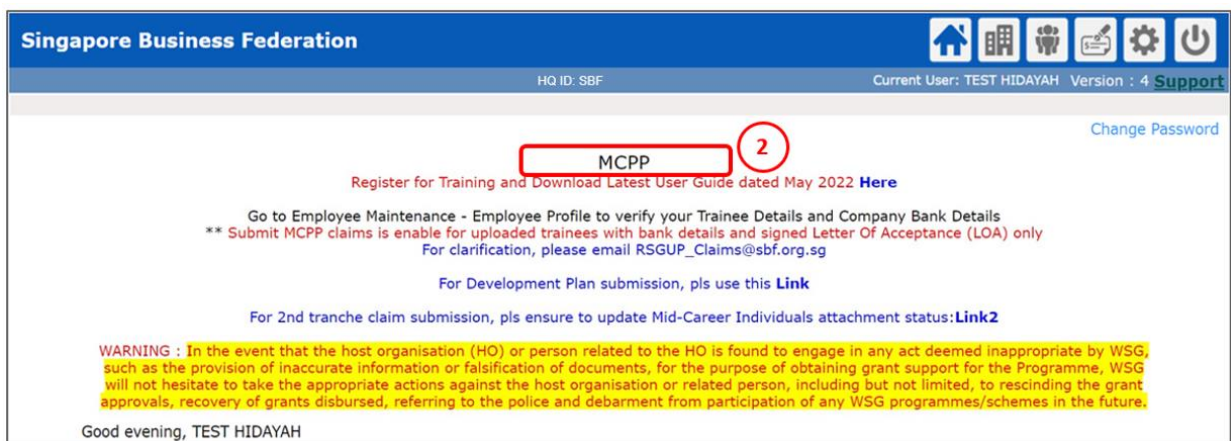 Singapore Business Federation
HQ ID: SBF
Current User: TEST HIDAYAH Version : 4 Support
Change Password
MCPP
2
Register for Training and Download Latest User Guide dated May 2022 Here
Go to Employee Maintenance - Employee Profile to verify your Trainee Details and Company Bank Details
** Submit MCPP claims is enable for uploaded trainees with bank details and signed Letter Of Acceptance (LOA) only
For clarification, please email RSGUP_Claims@sbf.org.sg
For Development Plan submission, pls use this Link
For 2nd tranche claim submission, pls ensure to update Mid-Career Individuals attachment status:Link2
WARNING : In the event that the host organisation (HO) or person related to the HO is found to engage in any act deemed inappropriate by WSG,
such as the provision of inaccurate information or falsification of documents, for the purpose of obtaining grant support for the Programme, WSG
will not hesitate to take the appropriate actions against the host organisation or related person, including but not limited, to rescinding the grant
approvals, recovery of grants disbursed, referring to the police and debarment from participation of any WSG programmes/schemes in the future.
Good evening, TEST HIDAYAH